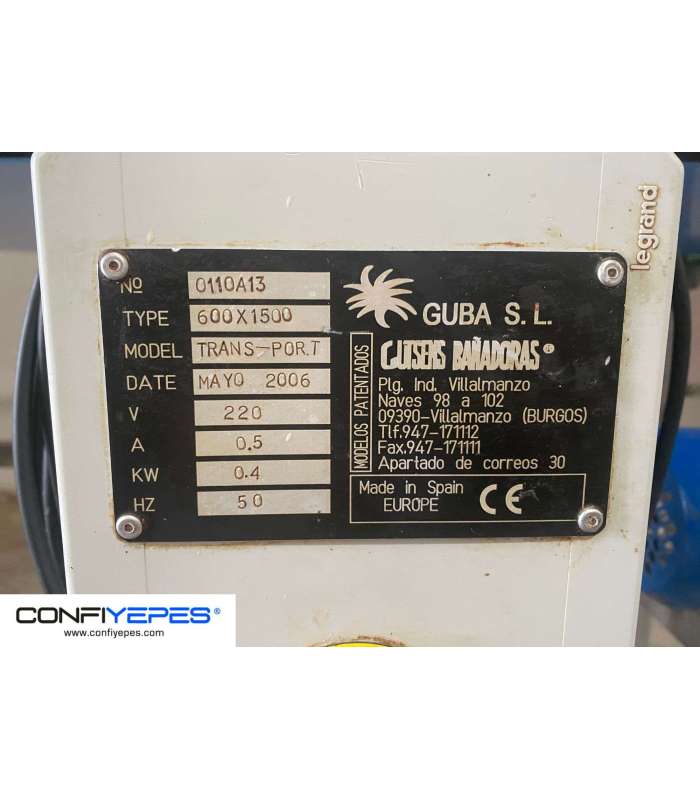 legrand
Nº 0110A13
TYPE 600X1500
MODEL TRANS-POR.T
DATE MAYO 2006
V 220
A 0.5
KW 0.4
HZ 50
GUBA S. L.
MODELOS PATENTADOS
BAÑADORAS®
Plg. Ind. Villalmanzo
Naves 98 a 102
09390-Villalmanzo (BURGOS)
Tlf.947-171112
Fax.947-171111
Apartado de correos 30
Made in Spain
EUROPE
CE
CONFIYEPES®
www.confiyepes.com